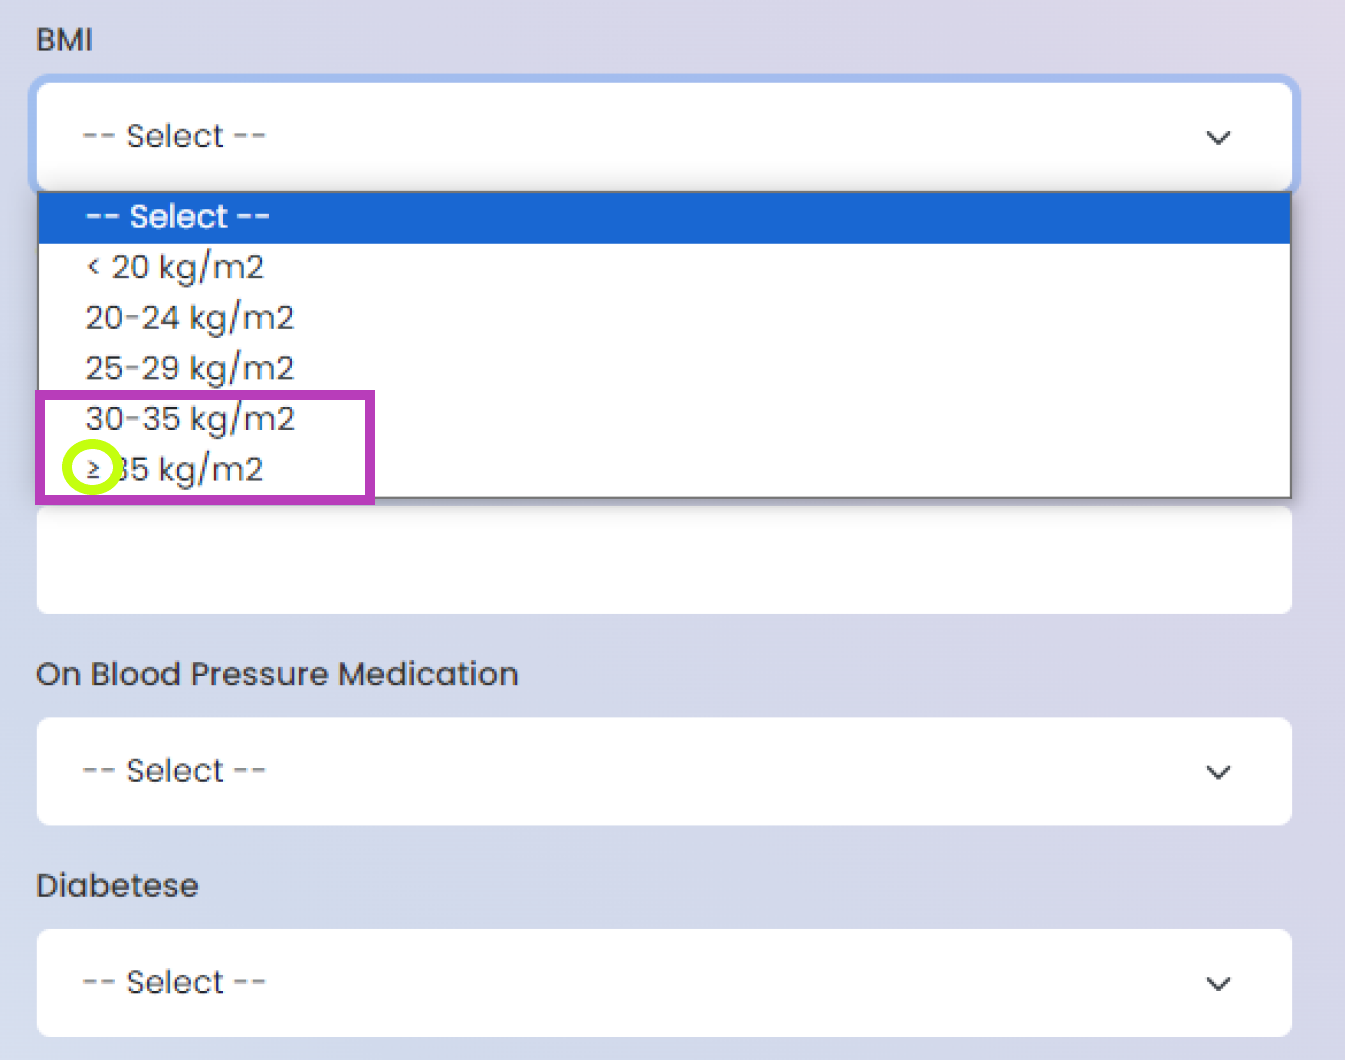 BMI
-- Select --
-- Select --
< 20 kg/m2
20-24 kg/m2
25-29 kg/m2
30-35 kg/m2
≥ 35 kg/m2
On Blood Pressure Medication
-- Select --
Diabetese
-- Select --